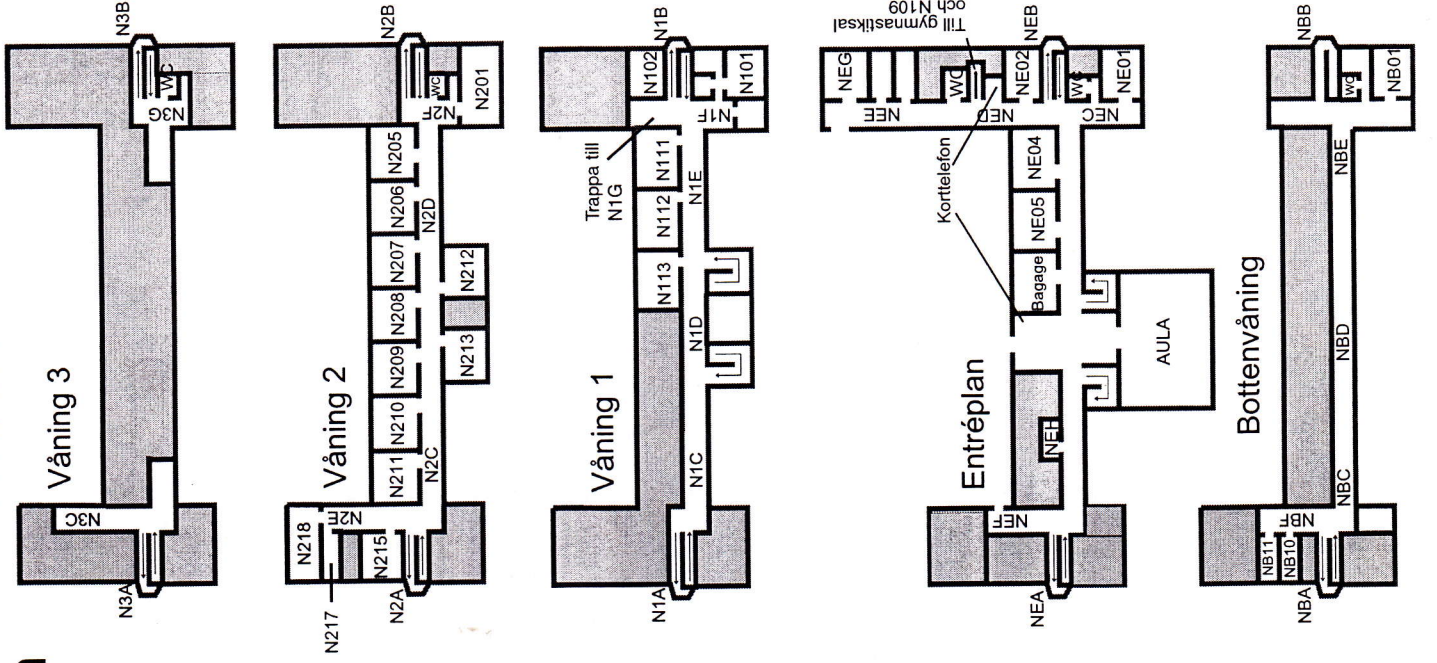 Våning 3
N3A
N3B
N3C
N3G
WC
Våning 2
N2A
N2B
N2C
N2D
N2E
N2F
WC
N201
N205
N206
N207
N208
N209
N210
N211
N212
N213
N215
N217
N218
Våning 1
N1A
N1B
N1C
N1D
N1E
N1F
N101
N102
N111
N112
N113
Trappa till
N1G
Entréplan
NEA
NEB
NEC
NED
NEE
NEF
NEG
NEH
WC
WC
NE01
NE02
NE04
NE05
Bagage
AULA
Korttelefon
Till gymnastiksal
och N109
Bottenvåning
NBA
NBB
NBC
NBD
NBE
NBF
NB01
NB10
NB11
WC